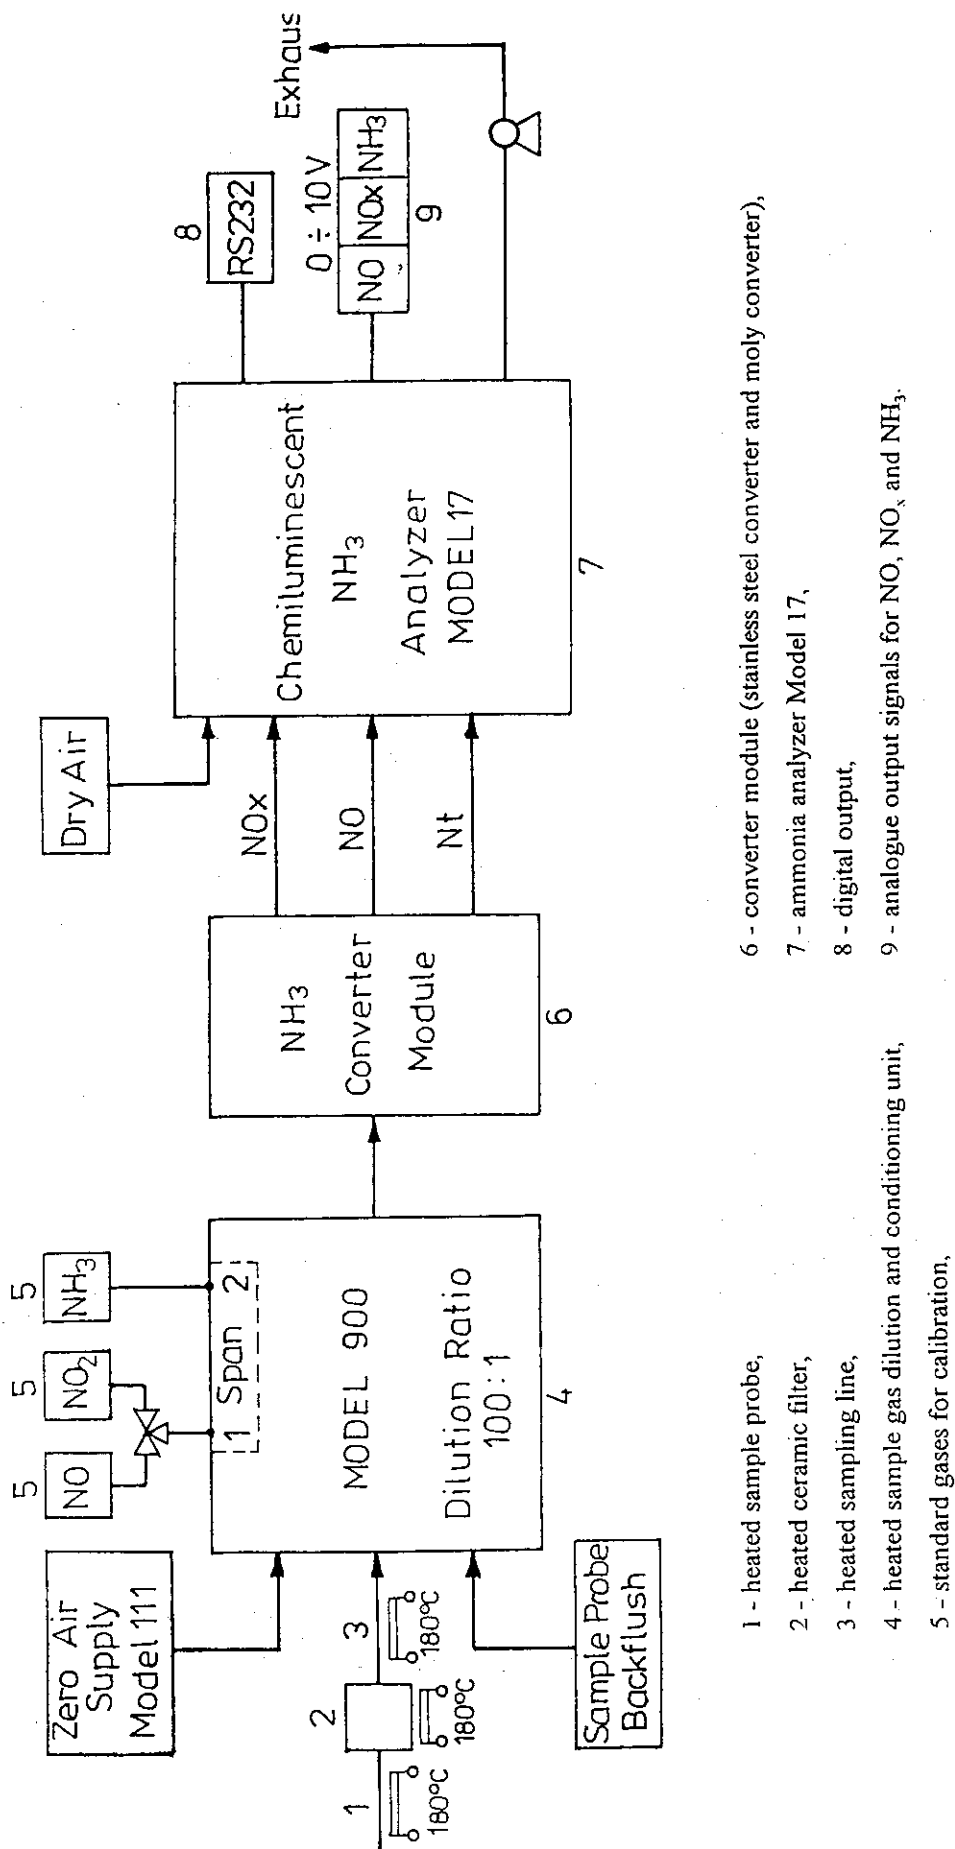 Zero Air
Supply
Model 111
5
NO
5
NO₂
5
NH₃
1 Span 2
MODEL 900
Dilution Ratio
100:1
4
1
180°C
2
180°C
3
180°C
Sample Probe
Backflush
NH₃
Converter
Module
6
Dry Air
NOx
NO
Nt
Chemiluminescent
NH₃
Analyzer
MODEL17
7
8
RS232
0 ÷ 10V
NO NOx NH₃
9
Exhaus
1 - heated sample probe,
2 - heated ceramic filter,
3 - heated sampling line,
4 - heated sample gas dilution and conditioning unit,
5 - standard gases for calibration,
6 - converter module (stainless steel converter and moly converter),
7 - ammonia analyzer Model 17,
8 - digital output,
9 - analogue output signals for NO, NOₓ and NH₃.